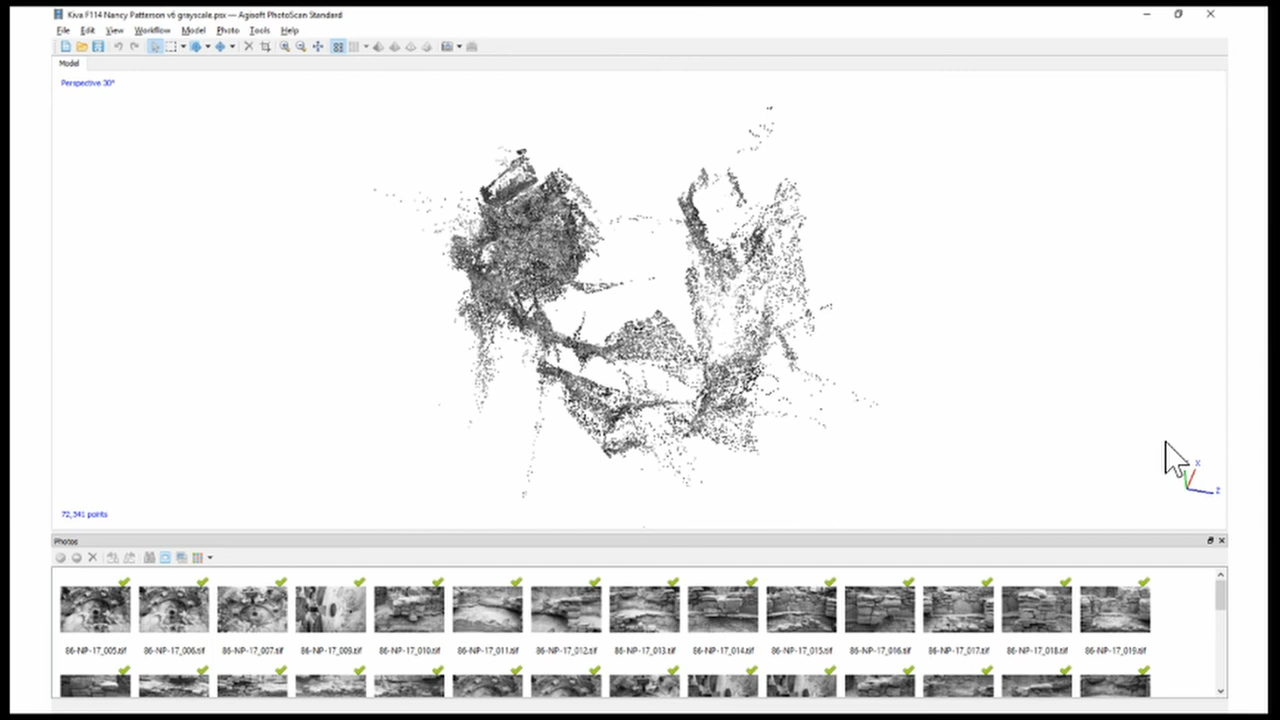 Kiva F114 Nancy Patterson v6 grayscale.psx — Agisoft PhotoScan Standard
File Edit View Workflow Model Photo Tools Help
Model
Perspective 30°
X
Z
72,341 points
Photos
86-NP-17_005.tif 86-NP-17_006.tif 86-NP-17_007.tif 86-NP-17_009.tif 86-NP-17_010.tif 86-NP-17_011.tif 86-NP-17_012.tif 86-NP-17_013.tif 86-NP-17_014.tif 86-NP-17_015.tif 86-NP-17_016.tif 86-NP-17_017.tif 86-NP-17_018.tif 86-NP-17_019.tif